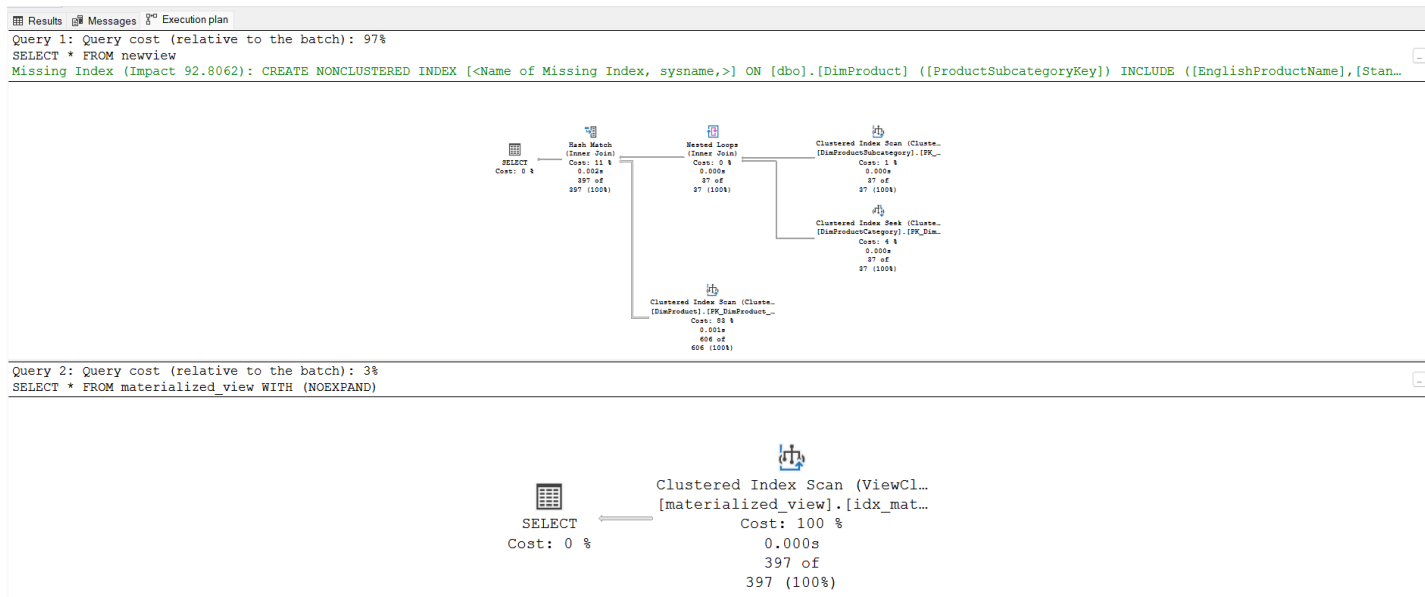 Results Messages Execution plan
Query 1: Query cost (relative to the batch): 97%
SELECT * FROM newview
Missing Index (Impact 92.8062): CREATE NONCLUSTERED INDEX [<Name of Missing Index, sysname,>] ON [dbo].[DimProduct] ([ProductSubcategoryKey]) INCLUDE ([EnglishProductName],[Stan...
SELECT
Cost: 0 %
Hash Match
(Inner Join)
Cost: 11 %
0.002s
397 of
397 (100%)
Nested Loops
(Inner Join)
Cost: 0 %
0.000s
37 of
37 (100%)
Clustered Index Scan (Cluste...
[DimProductSubcategory].[PK_...
Cost: 1 %
0.000s
37 of
37 (100%)
Clustered Index Seek (Cluste...
[DimProductCategory].[PK_Dim...
Cost: 4 %
0.000s
37 of
37 (100%)
Clustered Index Scan (Cluste...
[DimProduct].[PK_DimProduct_...
Cost: 83 %
0.001s
606 of
606 (100%)
Query 2: Query cost (relative to the batch): 3%
SELECT * FROM materialized_view WITH (NOEXPAND)
SELECT
Cost: 0 %
Clustered Index Scan (ViewCl...
[materialized_view].[idx_mat...
Cost: 100 %
0.000s
397 of
397 (100%)